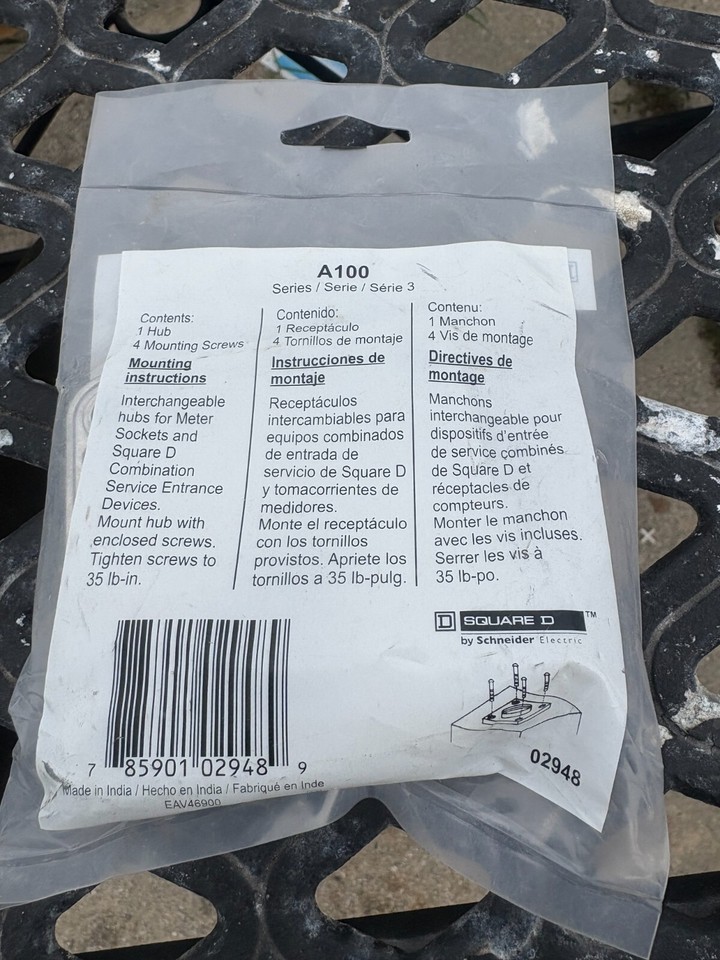 A100
Series / Serie / Série 3
Contents:
1 Hub
4 Mounting Screws
Mounting
instructions
Interchangeable
hubs for Meter
Sockets and
Square D
Combination
Service Entrance
Devices.
Mount hub with
enclosed screws.
Tighten screws to
35 lb-in.
Contenido:
1 Receptáculo
4 Tornillos de montaje
Instrucciones de
montaje
Receptáculos
intercambiables para
equipos combinados
de entrada de
servicio de Square D
y tomacorrientes de
medidores.
Monte el receptáculo
con los tornillos
provistos. Apriete los
tornillos a 35 lb-pulg.
Contenu:
1 Manchon
4 Vis de montage
Directives de
montage
Manchons
interchangeable pour
dispositifs d'entrée
de service combinés
de Square D et
réceptacles de
compteurs.
Monter le manchon
avec les vis incluses.
Serrer les vis à
35 lb-po.
D SQUARE D™
by Schneider Electric
7 85901 02948 9
02948
Made in India / Hecho en India / Fabriqué en Inde
EAV46900